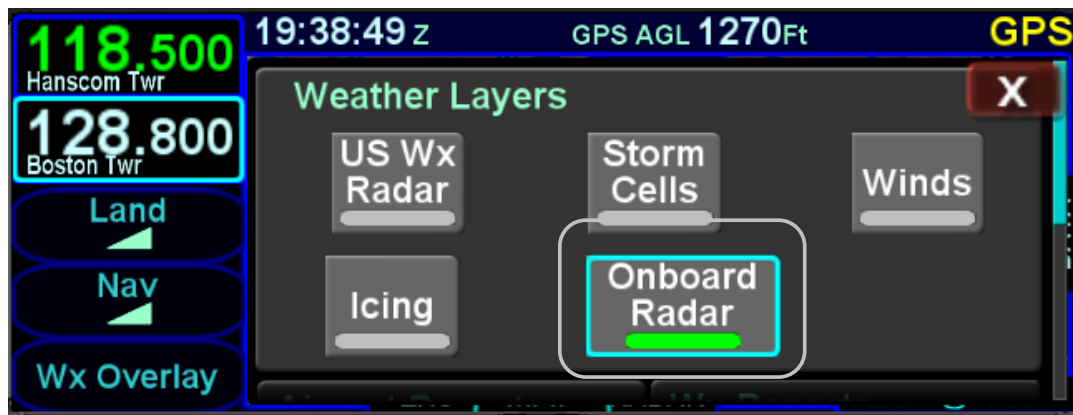 118.500
Hanscom Twr
128.800
Boston Twr
Land
Nav
Wx Overlay
19:38:49 Z GPS AGL 1270Ft GPS
Weather Layers X
US Wx
Radar
Storm
Cells
Winds
Icing
Onboard
Radar